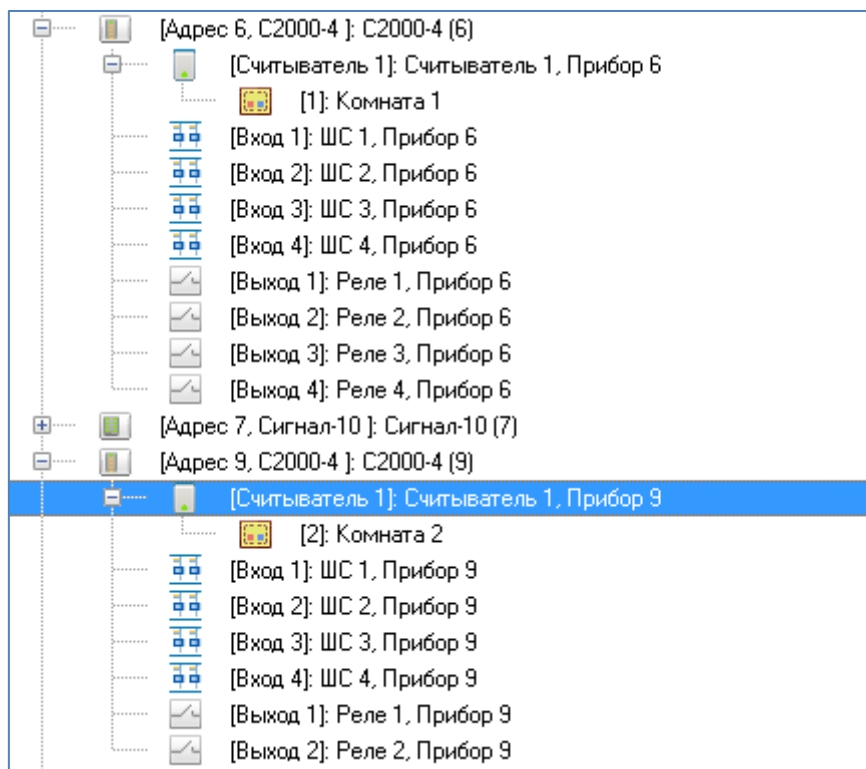 [Адрес 6, С2000-4 ]: С2000-4 (6)
[Считыватель 1]: Считыватель 1, Прибор 6
[1]: Комната 1
[Вход 1]: ШС 1, Прибор 6
[Вход 2]: ШС 2, Прибор 6
[Вход 3]: ШС 3, Прибор 6
[Вход 4]: ШС 4, Прибор 6
[Выход 1]: Реле 1, Прибор 6
[Выход 2]: Реле 2, Прибор 6
[Выход 3]: Реле 3, Прибор 6
[Выход 4]: Реле 4, Прибор 6
[Адрес 7, Сигнал-10 ]: Сигнал-10 (7)
[Адрес 9, С2000-4 ]: С2000-4 (9)
[Считыватель 1]: Считыватель 1, Прибор 9
[2]: Комната 2
[Вход 1]: ШС 1, Прибор 9
[Вход 2]: ШС 2, Прибор 9
[Вход 3]: ШС 3, Прибор 9
[Вход 4]: ШС 4, Прибор 9
[Выход 1]: Реле 1, Прибор 9
[Выход 2]: Реле 2, Прибор 9